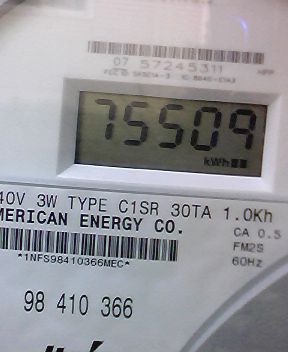 07 57245311
75509
kWh
40V 3W TYPE C1SR 30TA 1.0Kh
MERICAN ENERGY CO.
CA 0.5
FM2S
60Hz
*1NFS98410366MEC*
98 410 366